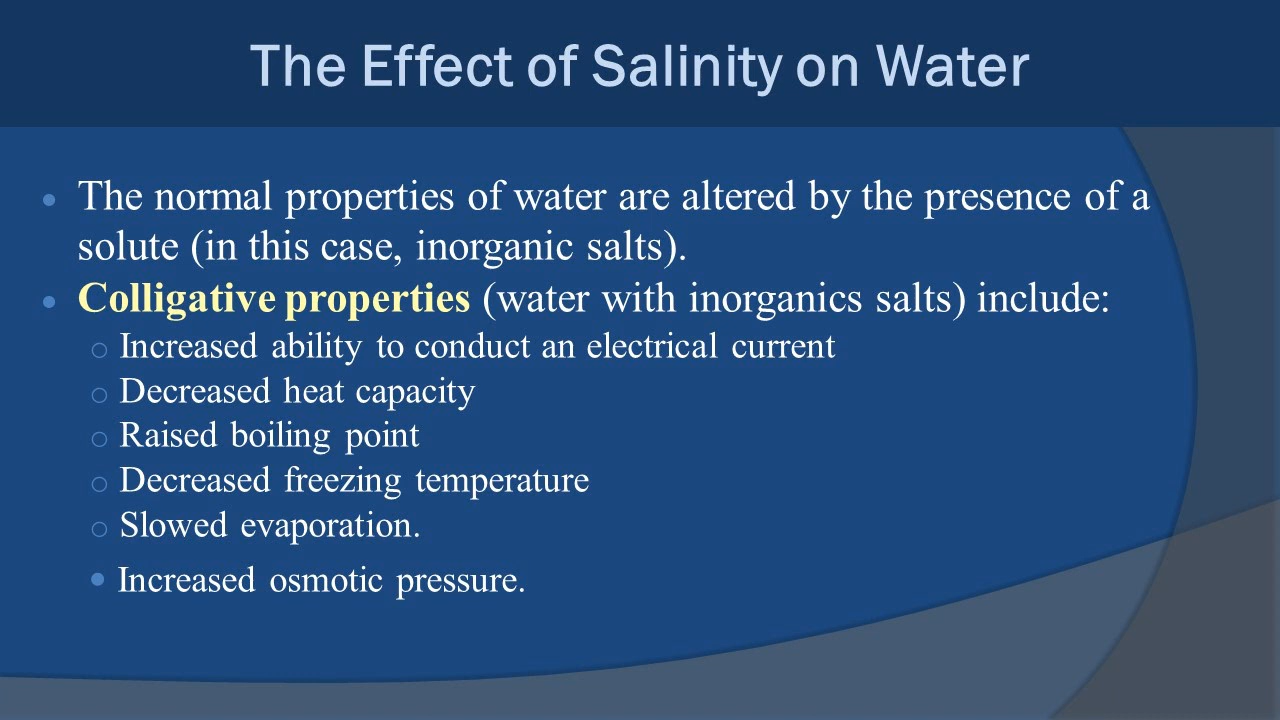 The Effect of Salinity on Water
• The normal properties of water are altered by the presence of a
solute (in this case, inorganic salts).
• Colligative properties (water with inorganics salts) include:
o Increased ability to conduct an electrical current
o Decreased heat capacity
o Raised boiling point
o Decreased freezing temperature
o Slowed evaporation.
• Increased osmotic pressure.